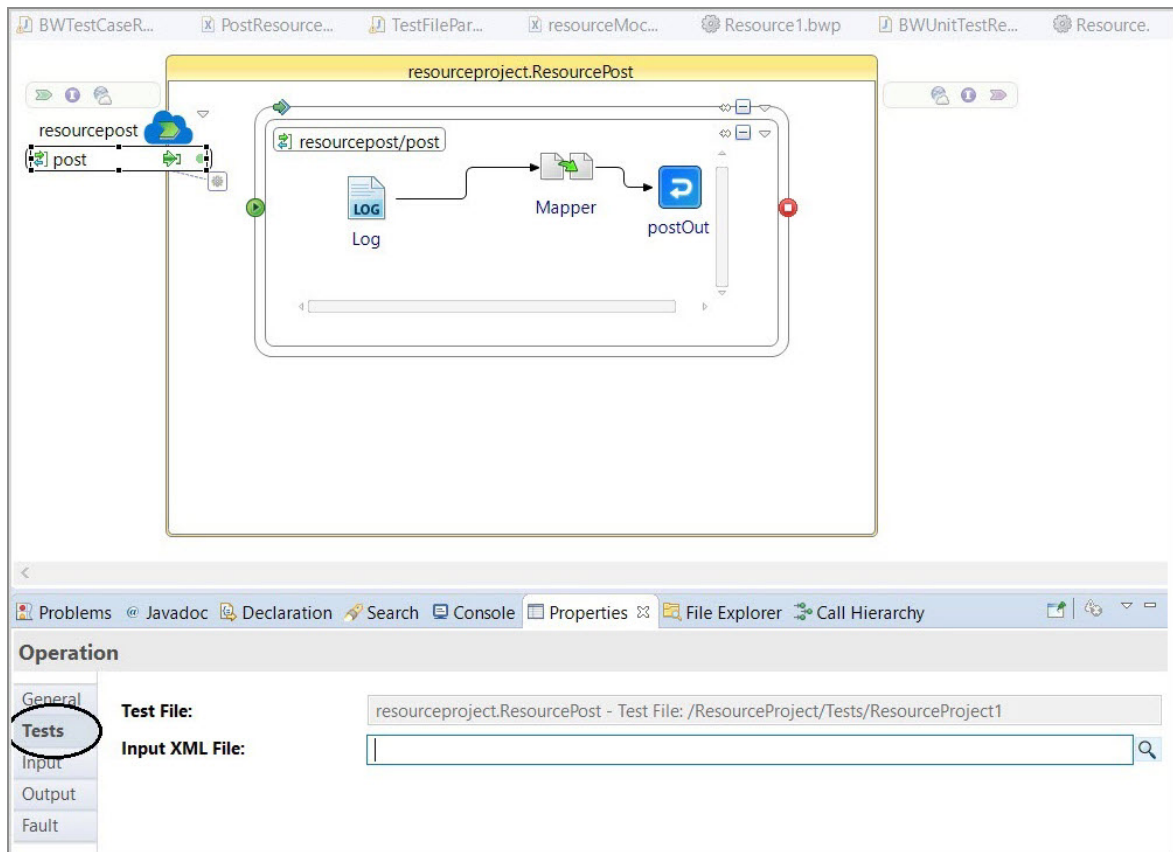 BWTestCaseR... PostResource... TestFilePar... resourceMoc... Resource1.bwp BWUnitTestRe... Resource.
resourceproject.ResourcePost
resourcepost
post
resourcepost/post
LOG
Log
Mapper
postOut
Problems @ Javadoc Declaration Search Console Properties File Explorer Call Hierarchy
Operation
General
Tests
Input
Output
Fault
Test File: resourceproject.ResourcePost - Test File: /ResourceProject/Tests/ResourceProject1
Input XML File: